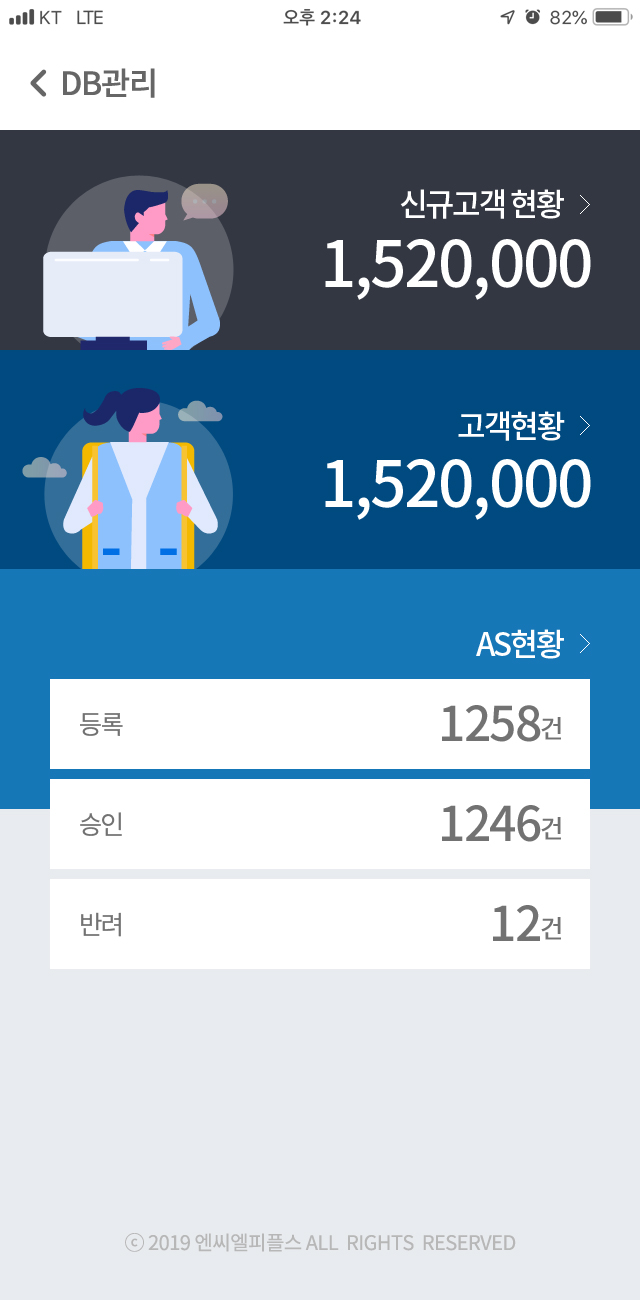 KT LTE 오후 2:24 82%
DB관리
신규고객 현황
1,520,000
고객현황
1,520,000
AS현황
등록 1258건
승인 1246건
반려 12건
ⓒ 2019 엔씨엘피플스 ALL RIGHTS RESERVED